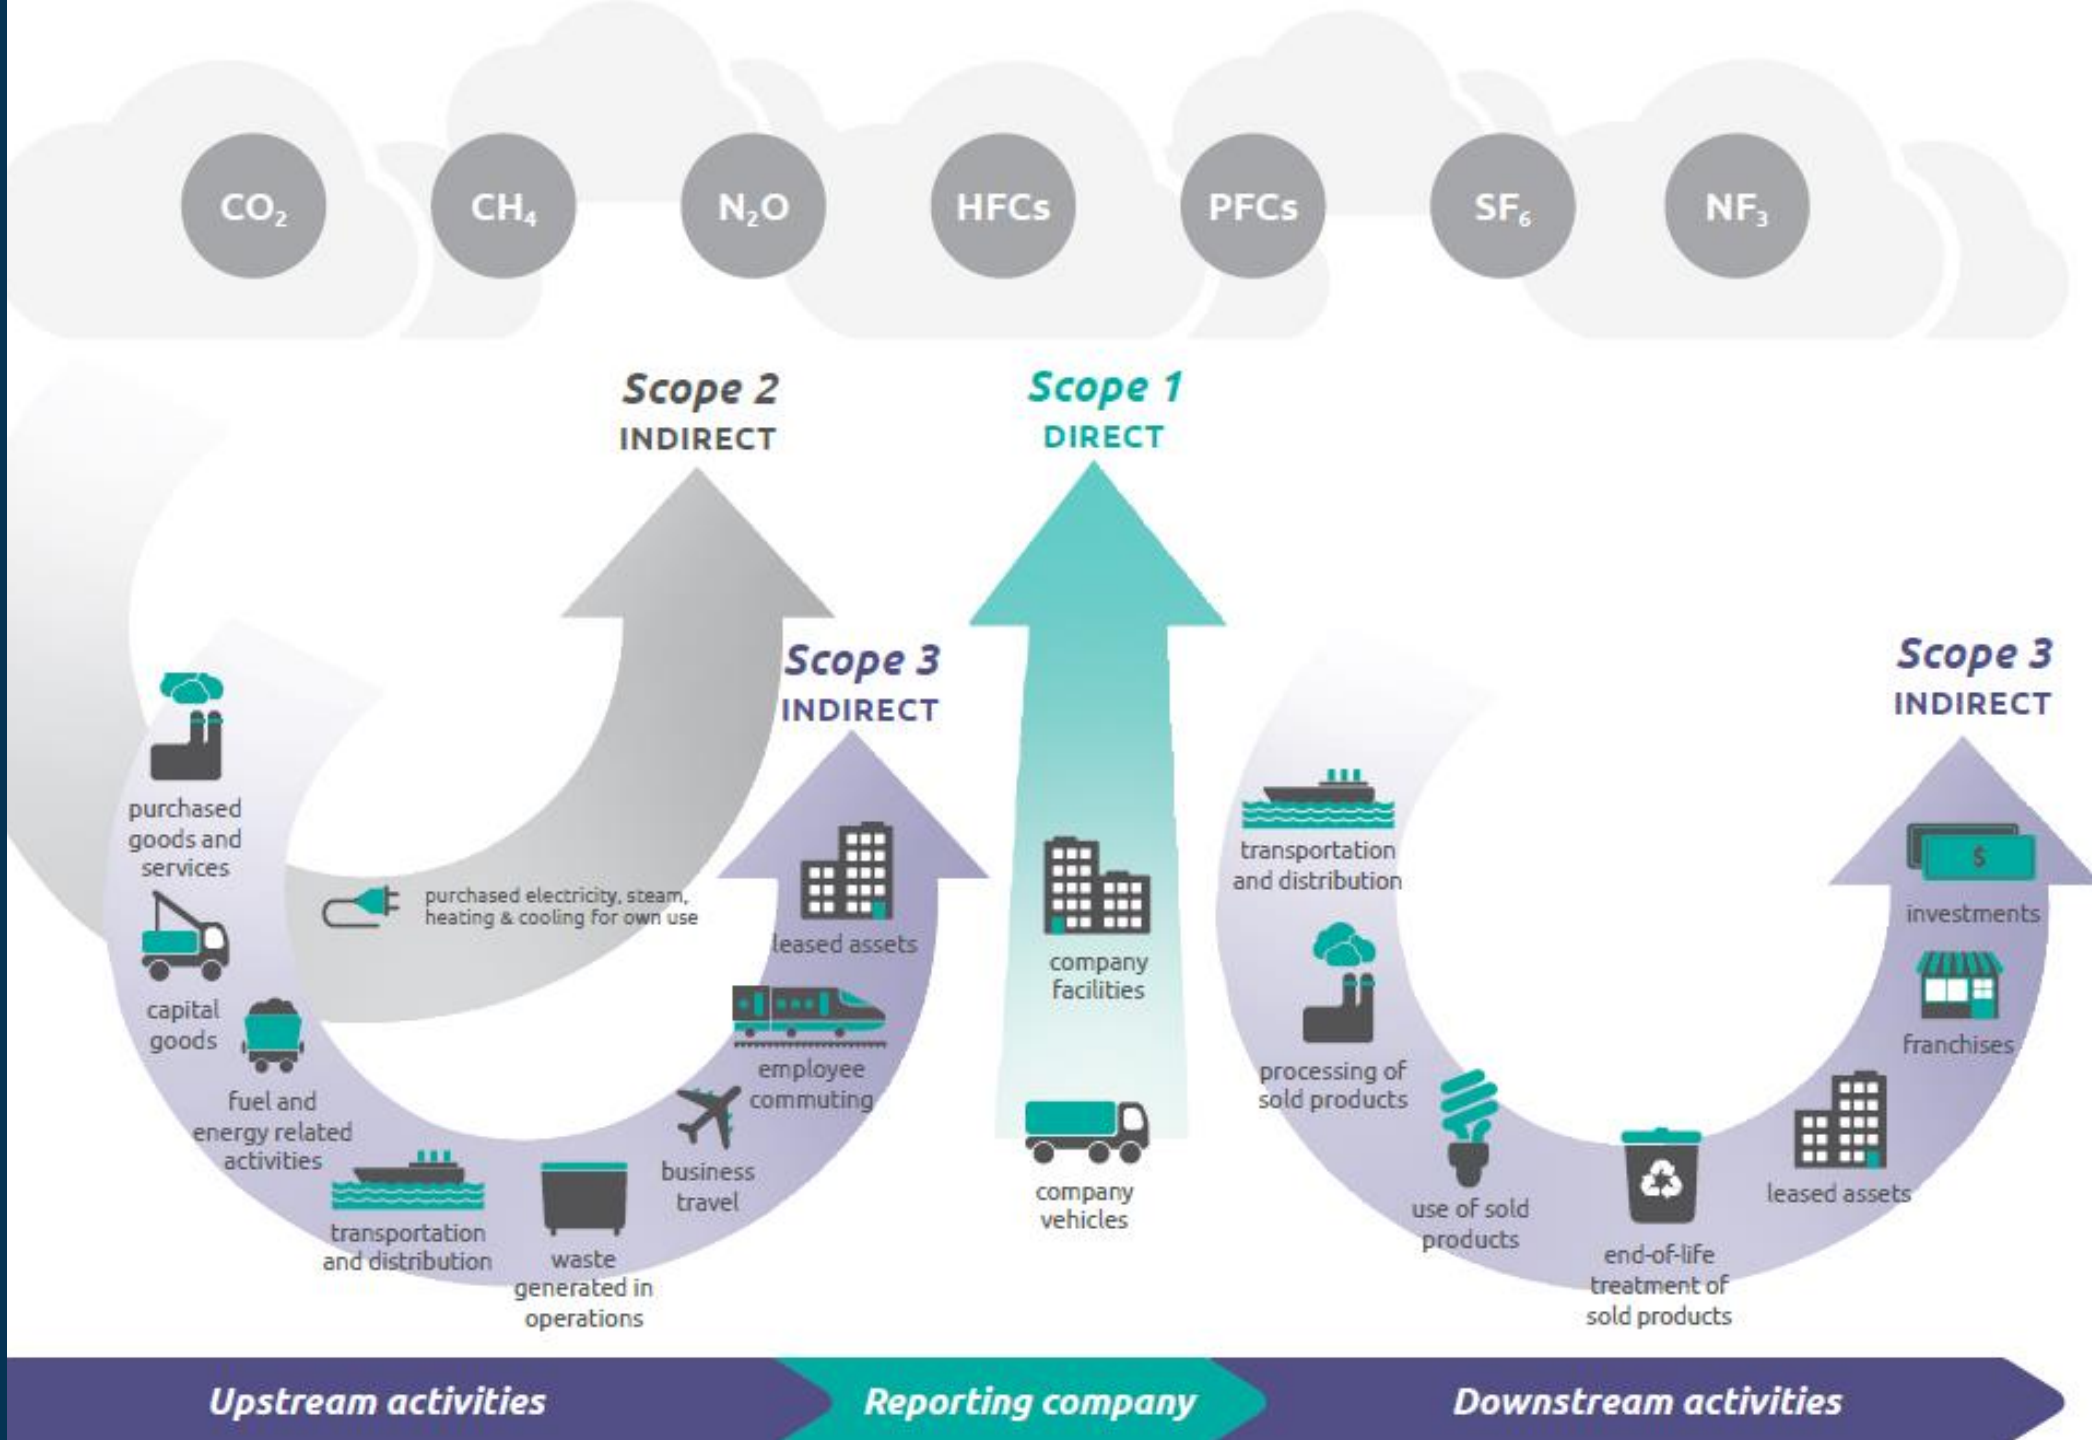 CO₂
CH₄
N₂O
HFCs
PFCs
SF₆
NF₃
Scope 2
INDIRECT
Scope 1
DIRECT
Scope 3
INDIRECT
Scope 3
INDIRECT
purchased
goods and
services
capital
goods
fuel and
energy related
activities
purchased electricity, steam,
heating & cooling for own use
transportation
and distribution
waste
generated in
operations
business
travel
employee
commuting
leased assets
company
facilities
company
vehicles
transportation
and distribution
processing of
sold products
use of sold
products
end-of-life
treatment of
sold products
leased assets
franchises
$
investments
Upstream activities
Reporting company
Downstream activities